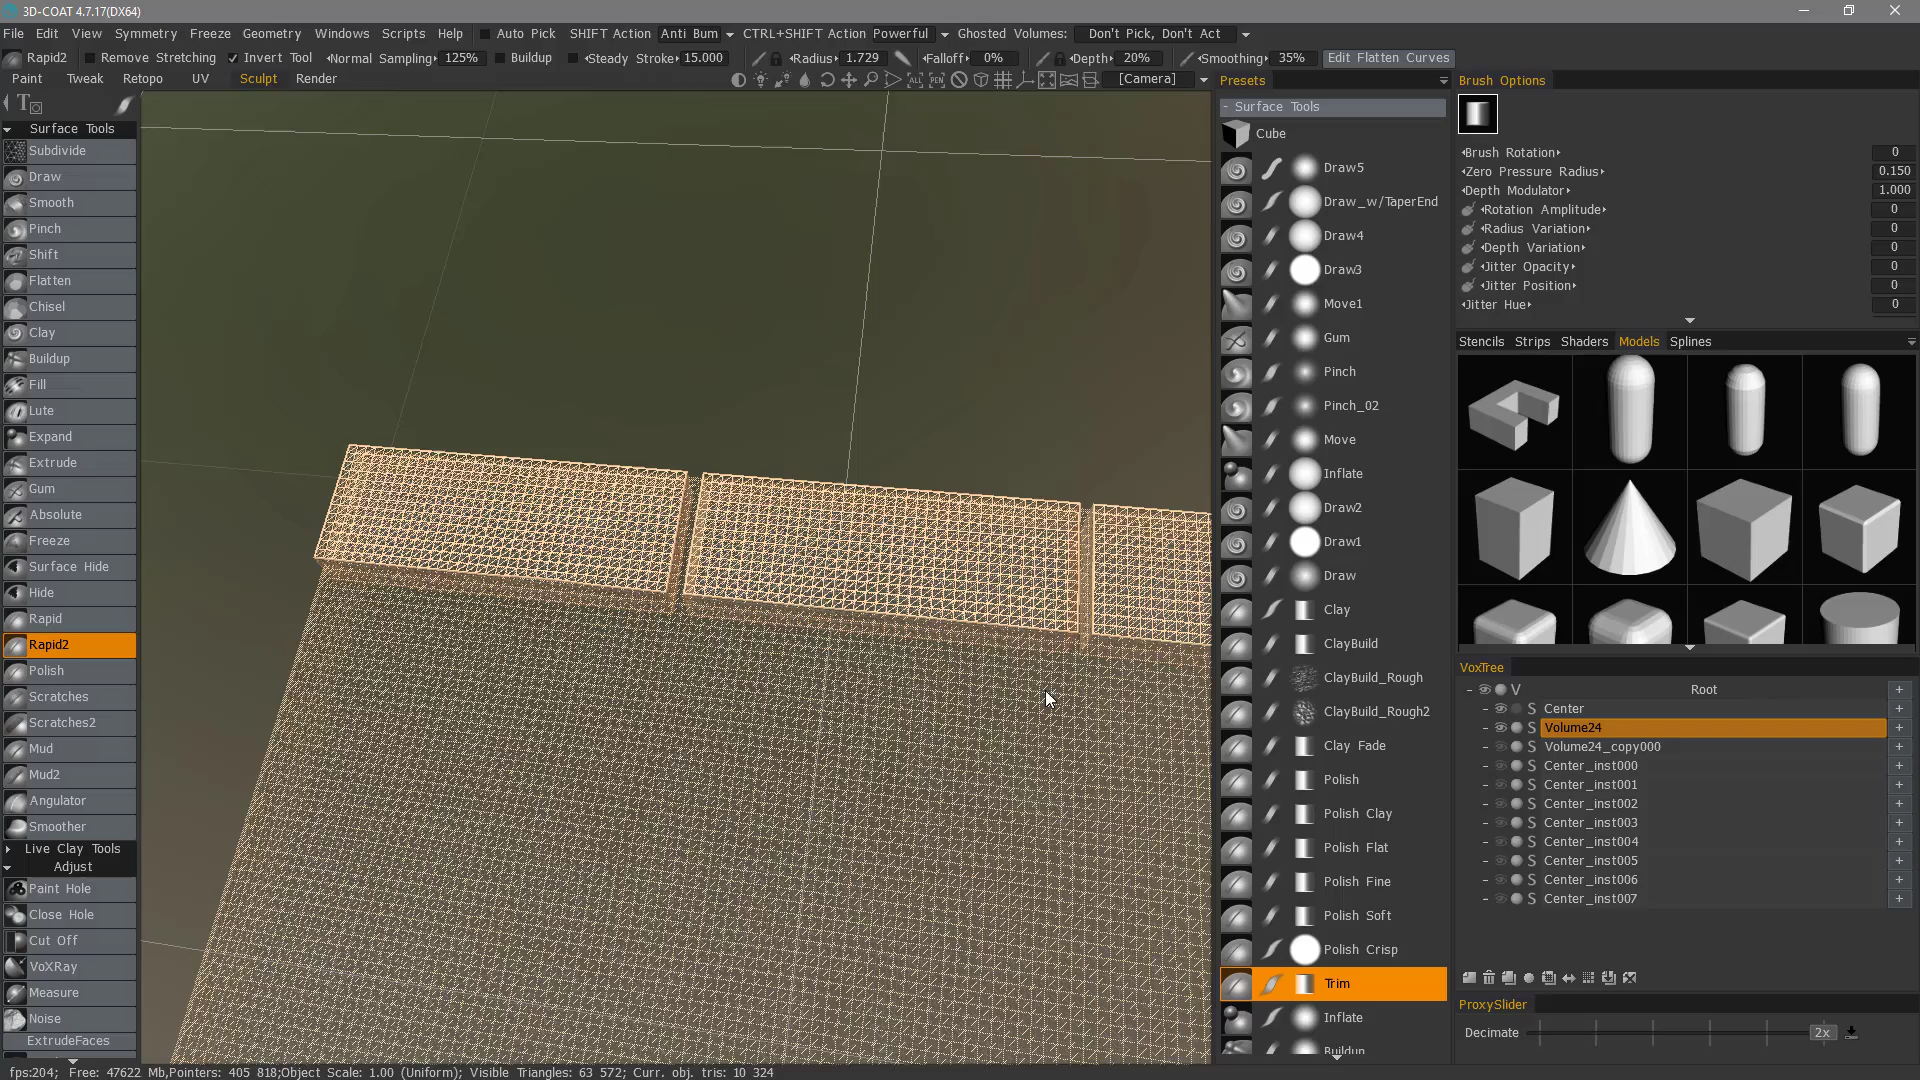 3D-COAT 4.7.17(DX64)
File Edit View Symmetry Freeze Geometry Windows Scripts Help Auto Pick SHIFT Action Anti Bum CTRL+SHIFT Action Powerful Ghosted Volumes: Don't Pick, Don't Act
Rapid2 Remove Stretching Invert Tool Normal Sampling 125% Buildup Steady Stroke 15.000 Radius 1.729 Falloff 0% Depth 20% Smoothing 35% Edit Flatten Curves
Paint Tweak Retopo UV Sculpt Render [Camera]
Surface Tools
Subdivide
Draw
Smooth
Pinch
Shift
Flatten
Chisel
Clay
Buildup
Fill
Lute
Expand
Extrude
Gum
Absolute
Freeze
Surface Hide
Hide
Rapid
Rapid2
Polish
Scratches
Scratches2
Mud
Mud2
Angulator
Smoother
Live Clay Tools
Adjust
Paint Hole
Close Hole
Cut Off
VoXRay
Measure
Noise
ExtrudeFaces
Presets
- Surface Tools
Cube
Draw5
Draw_w/TaperEnd
Draw4
Draw3
Move1
Gum
Pinch
Pinch_02
Move
Inflate
Draw2
Draw1
Draw
Clay
ClayBuild
ClayBuild_Rough
ClayBuild_Rough2
Clay Fade
Polish
Polish Clay
Polish Flat
Polish Fine
Polish Soft
Polish Crisp
Trim
Inflate
Buildup
Brush Options
Brush Rotation 0
Zero Pressure Radius 0.150
Depth Modulator 1.000
Rotation Amplitude 0
Radius Variation 0
Depth Variation 0
Jitter Opacity 0
Jitter Position 0
Jitter Hue 0
Stencils Strips Shaders Models Splines
VoxTree
V Root +
S Center +
S Volume24 +
S Volume24_copy000 +
S Center_inst000 +
S Center_inst001 +
S Center_inst002 +
S Center_inst003 +
S Center_inst004 +
S Center_inst005 +
S Center_inst006 +
S Center_inst007 +
ProxySlider
Decimate 2x
fps:204; Free: 47622 Mb,Pointers: 405 818;Object Scale: 1.00 (Uniform); Visible Triangles: 63 572; Curr. obj. tris: 10 324